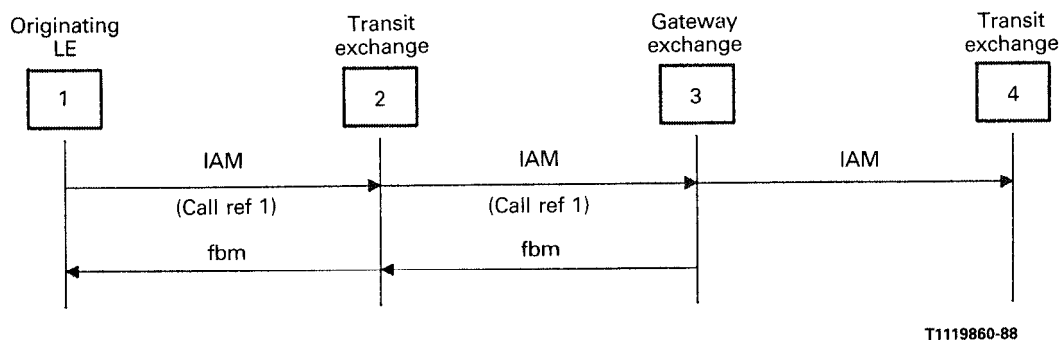 Originating
LE
Transit
exchange
Gateway
exchange
Transit
exchange
1
2
3
4
IAM
IAM
IAM
(Call ref 1)
(Call ref 1)
fbm
fbm
T1119860-88